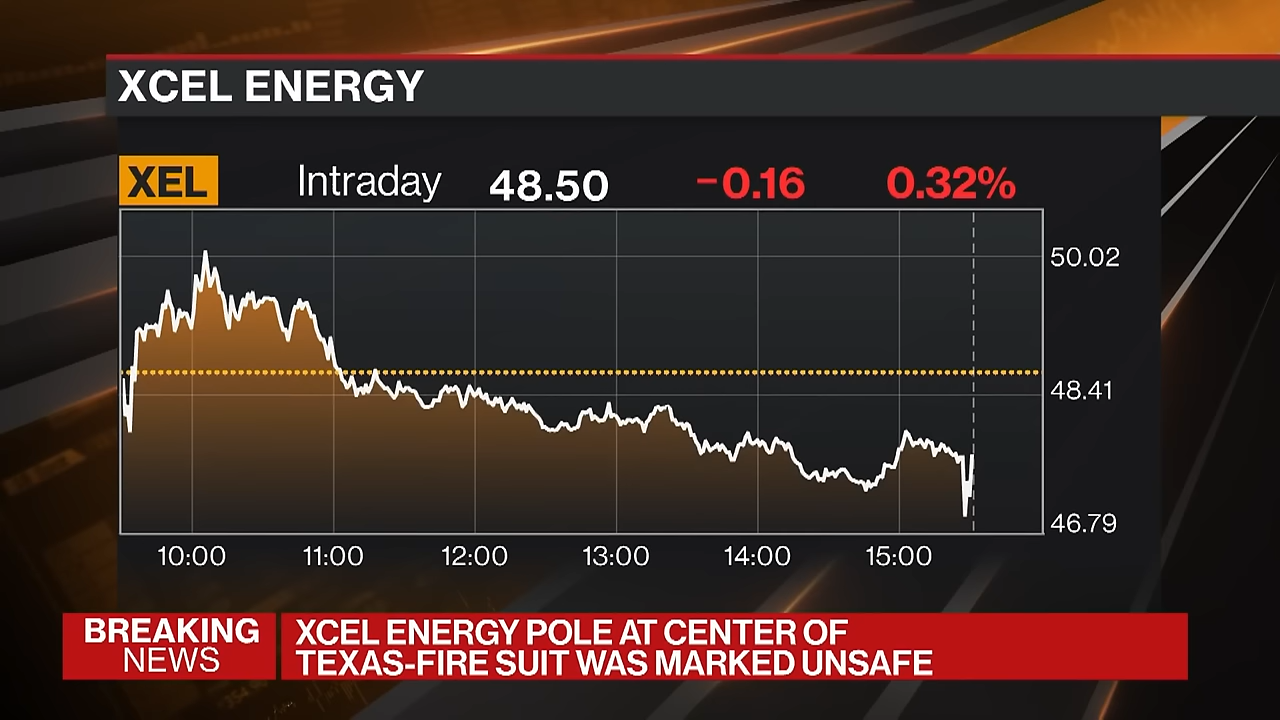 XCEL ENERGY
XEL Intraday 48.50 −0.16 0.32%
50.02
48.41
46.79
10:00 11:00 12:00 13:00 14:00 15:00
BREAKING
NEWS
XCEL ENERGY POLE AT CENTER OF
TEXAS-FIRE SUIT WAS MARKED UNSAFE